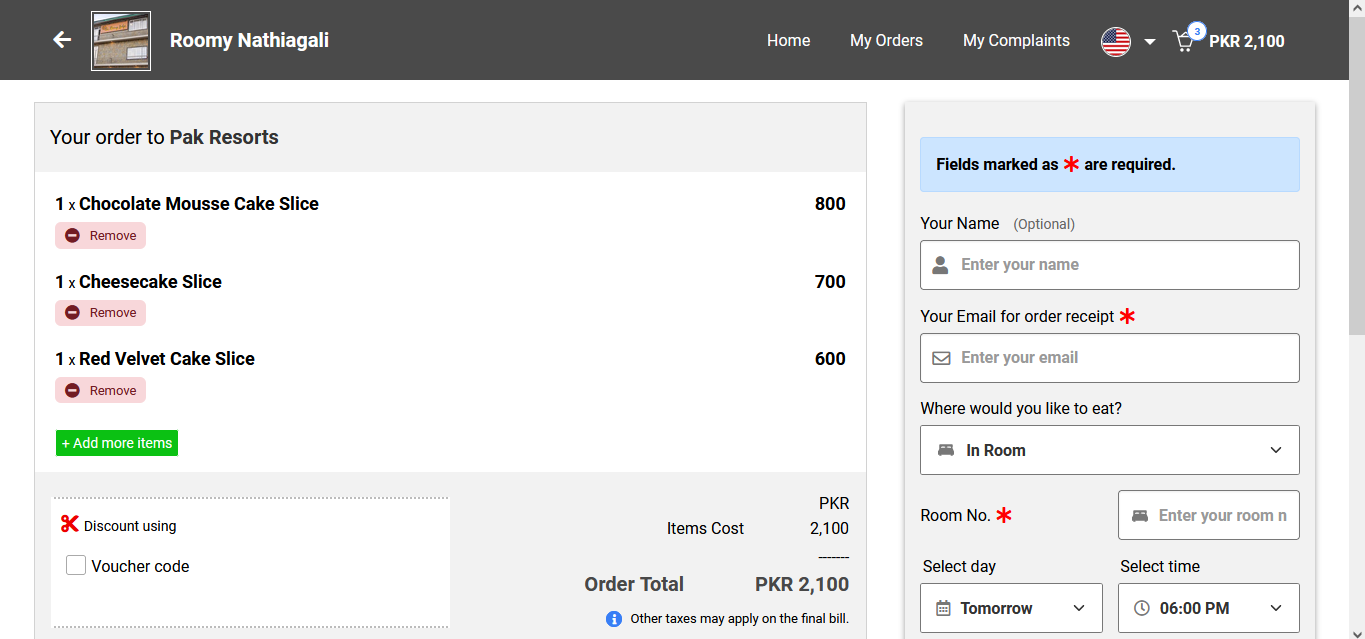 Roomy Nathiagali
Home
My Orders
My Complaints
3
PKR 2,100
Your order to Pak Resorts
1 x Chocolate Mousse Cake Slice 800
Remove
1 x Cheesecake Slice 700
Remove
1 x Red Velvet Cake Slice 600
Remove
+ Add more items
Discount using
Voucher code
PKR
Items Cost 2,100
-------
Order Total PKR 2,100
Other taxes may apply on the final bill.
Fields marked as * are required.
Your Name (Optional)
Enter your name
Your Email for order receipt *
Enter your email
Where would you like to eat?
In Room
Room No. * Enter your room n
Select day Select time
Tomorrow 06:00 PM